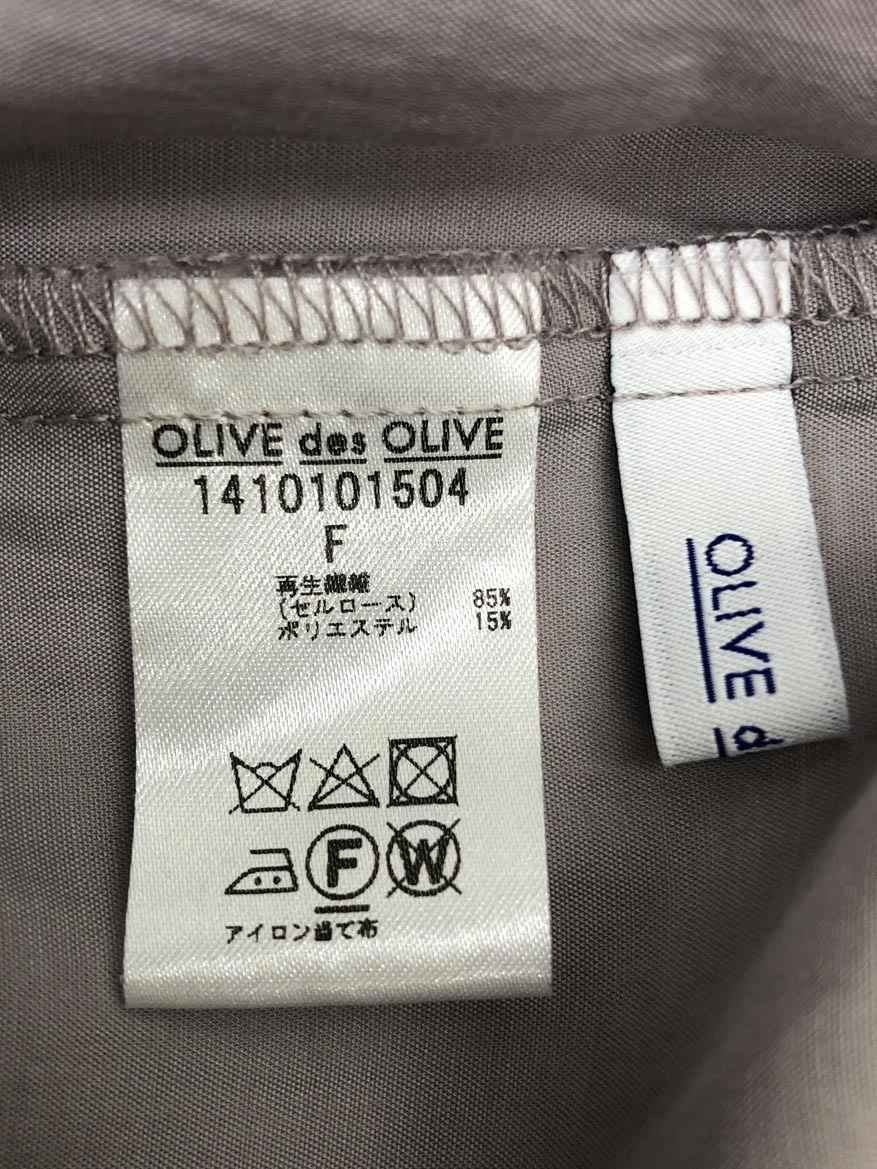 OLIVE des OLIVE
1410101504
F
再生繊維
(セルロース) 85%
ポリエステル 15%
F W
アイロン当て布
OLIVE d